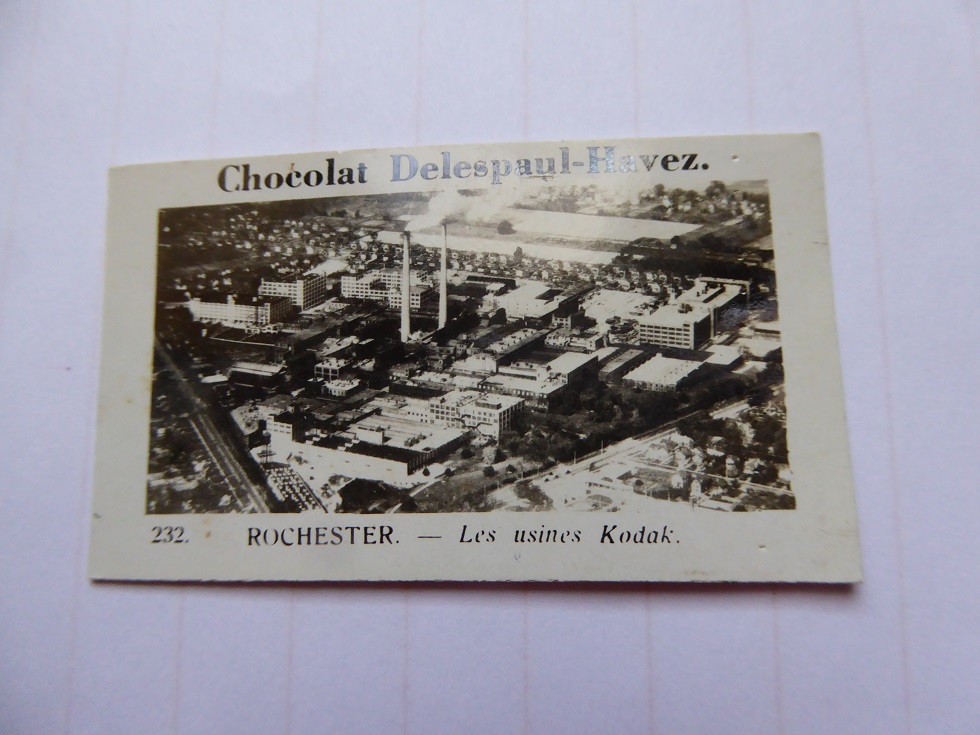 Chocolat Delespaul-Havez.
232. ROCHESTER. — Les usines Kodak.